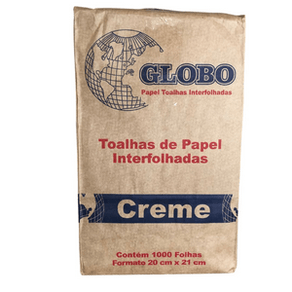 GLOBO
Papel Toalhas Interfolhadas
Toalhas de Papel
Interfolhadas
Creme
Contém 1000 Folhas
Formato 20 cm x 21 cm